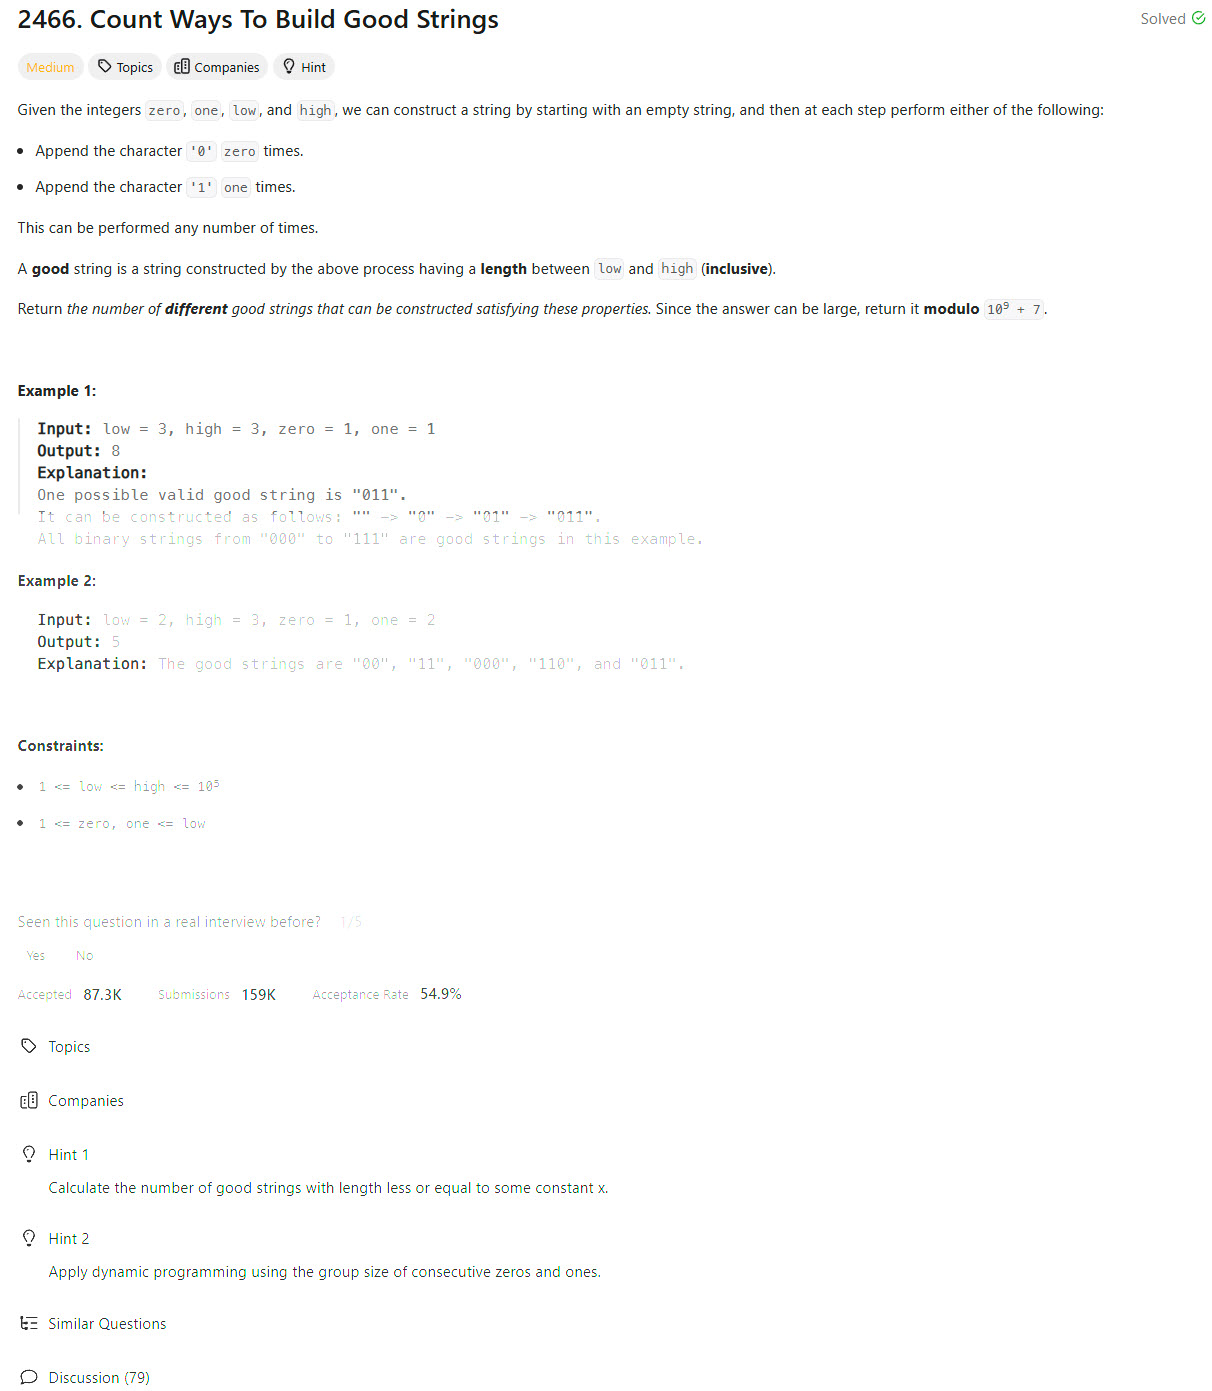 2466. Count Ways To Build Good Strings
Solved
Medium Topics Companies Hint
Given the integers zero, one, low, and high, we can construct a string by starting with an empty string, and then at each step perform either of the following:
• Append the character '0' zero times.
• Append the character '1' one times.
This can be performed any number of times.
A good string is a string constructed by the above process having a length between low and high (inclusive).
Return the number of different good strings that can be constructed satisfying these properties. Since the answer can be large, return it modulo 10⁹ + 7.
Example 1:
Input: low = 3, high = 3, zero = 1, one = 1
Output: 8
Explanation:
One possible valid good string is "011".
It can be constructed as follows: "" -> "0" -> "01" -> "011".
All binary strings from "000" to "111" are good strings in this example.
Example 2:
Input: low = 2, high = 3, zero = 1, one = 2
Output: 5
Explanation: The good strings are "00", "11", "000", "110", and "011".
Constraints:
• 1 <= low <= high <= 10⁵
• 1 <= zero, one <= low
Seen this question in a real interview before? 1/5
Yes No
Accepted 87.3K Submissions 159K Acceptance Rate 54.9%
Topics
Companies
Hint 1
Calculate the number of good strings with length less or equal to some constant x.
Hint 2
Apply dynamic programming using the group size of consecutive zeros and ones.
Similar Questions
Discussion (79)